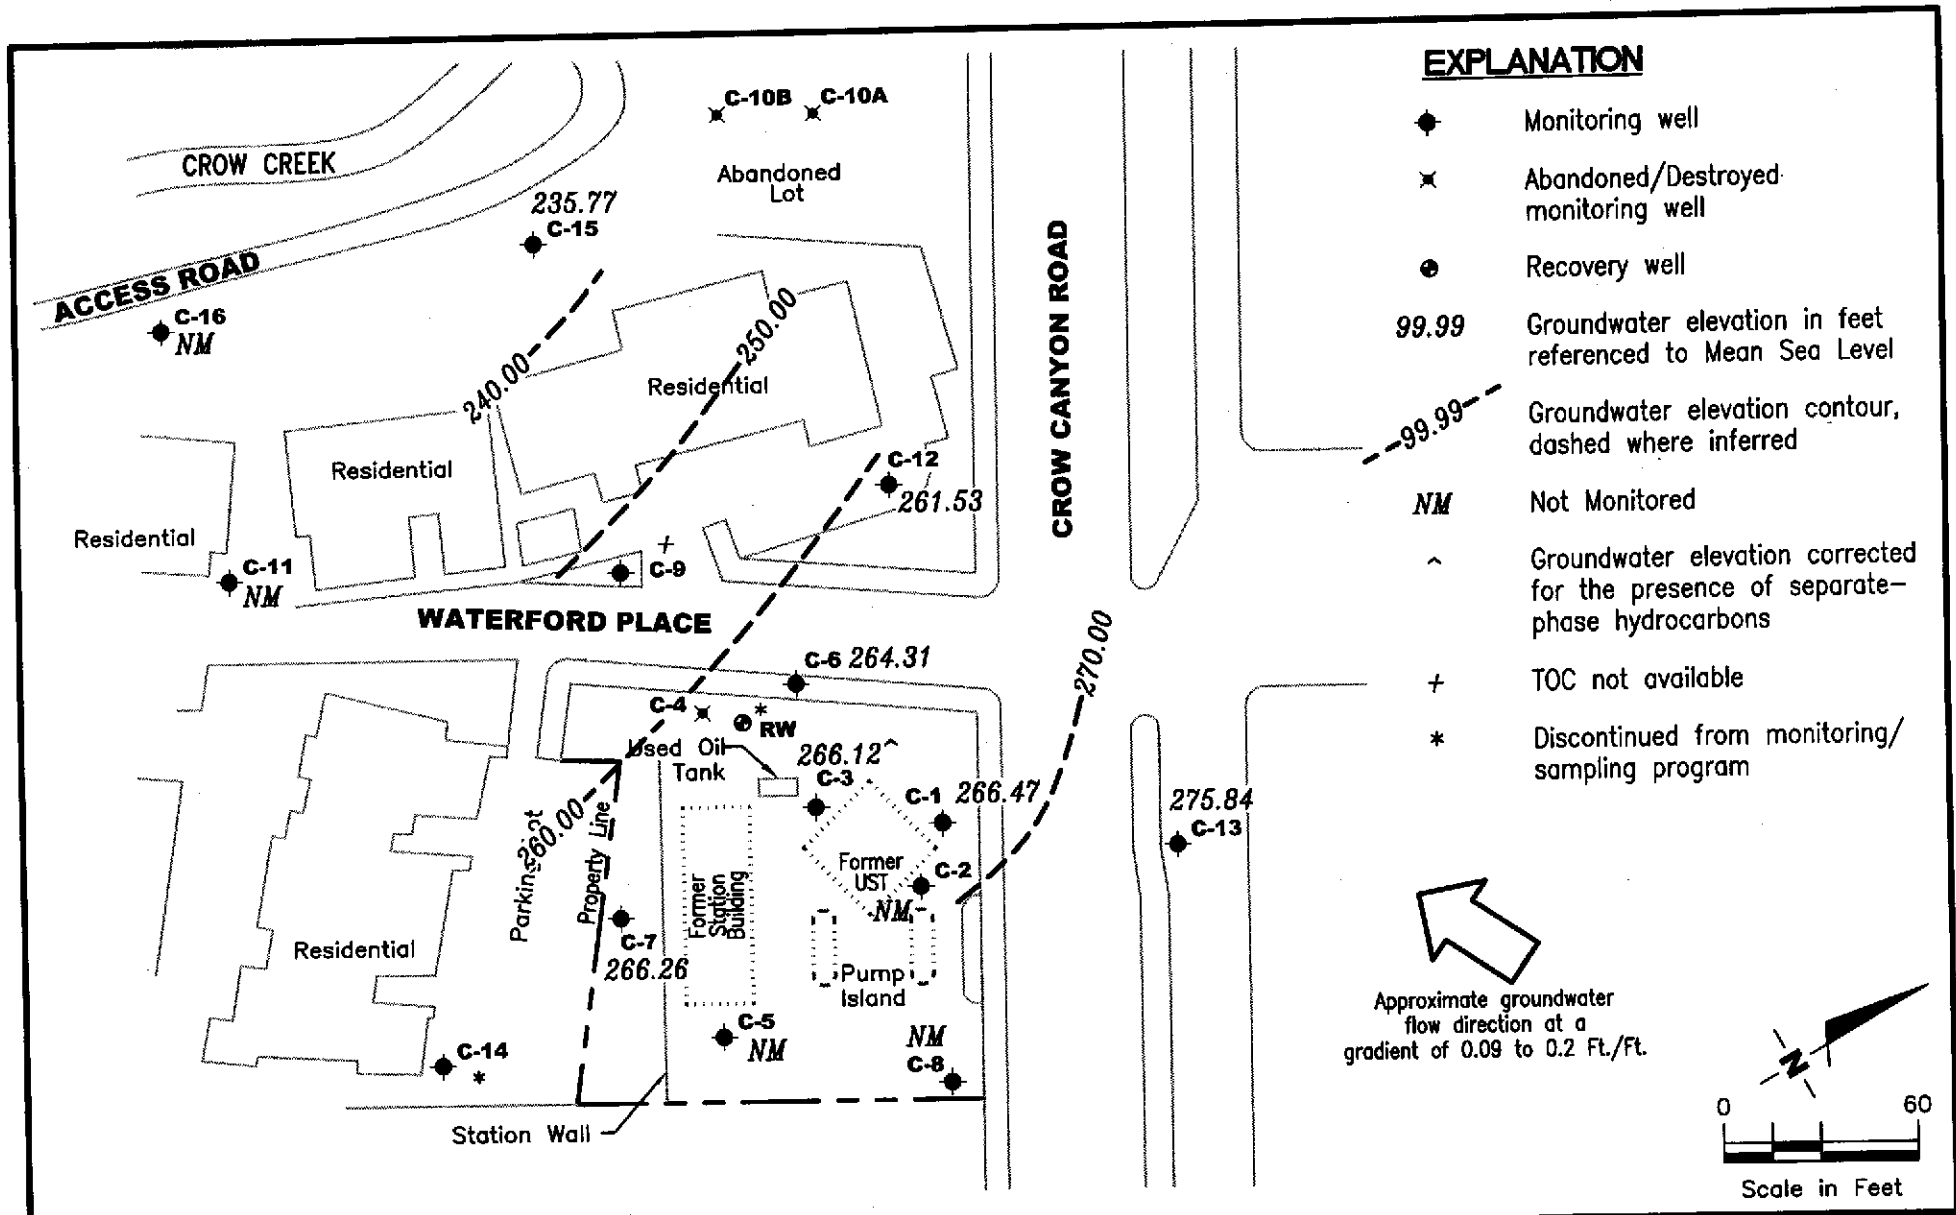 EXPLANATION
Monitoring well
Abandoned/Destroyed
monitoring well
Recovery well
99.99
Groundwater elevation in feet
referenced to Mean Sea Level
99.99
Groundwater elevation contour,
dashed where inferred
NM
Not Monitored
^
Groundwater elevation corrected
for the presence of separate-
phase hydrocarbons
+
TOC not available
*
Discontinued from monitoring/
sampling program
C-10B
C-10A
CROW CREEK
Abandoned
Lot
235.77
C-15
ACCESS ROAD
C-16
NM
CROW CANYON ROAD
240.00
250.00
Residential
Residential
C-12
261.53
Residential
C-11
NM
+
C-9
WATERFORD PLACE
C-6 264.31
270.00
C-4
*
RW
Used Oil
Tank
266.12^
C-3
C-1
266.47
275.84
C-13
260.00
Parking Lot
Property Line
Former
Station
Building
Former
UST
C-2
NM
C-7
266.26
Residential
Pump
Island
C-5
NM
NM
C-8
C-14
*
Station Wall
Approximate groundwater
flow direction at a
gradient of 0.09 to 0.2 Ft./Ft.
N
0
60
Scale in Feet